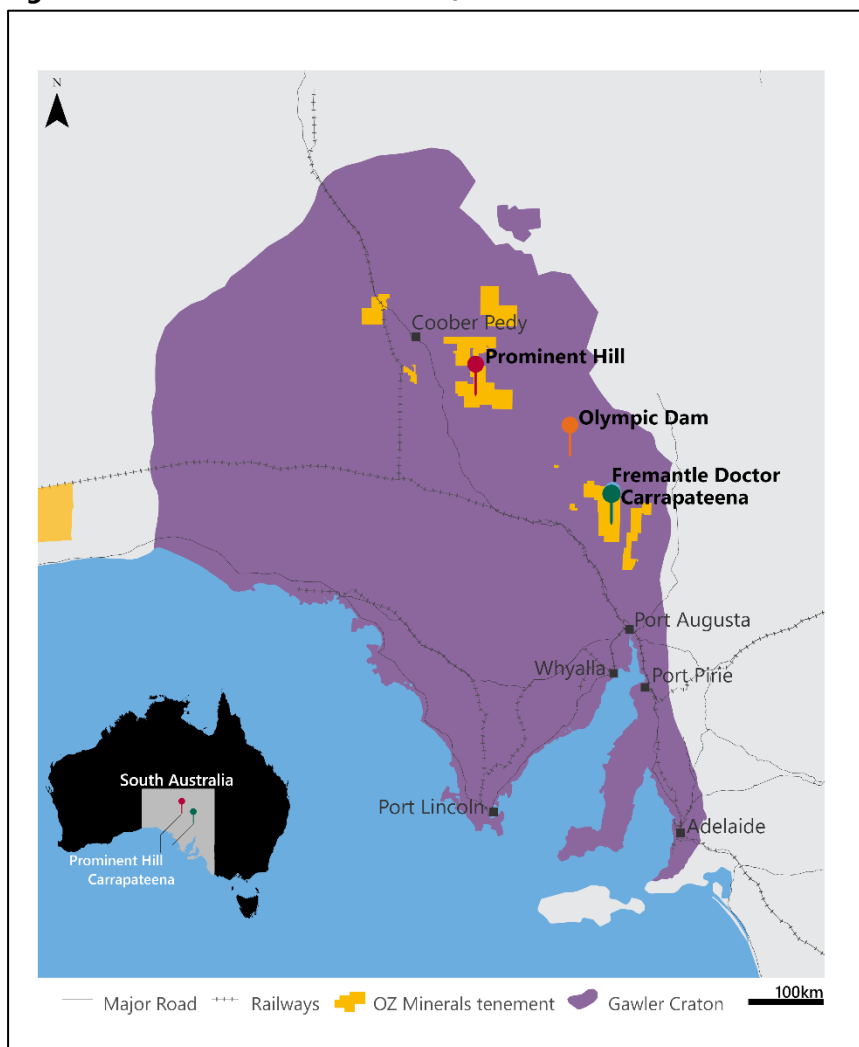 N
Coober Pedy
Prominent Hill
Olympic Dam
Fremantle Doctor
Carrapateena
Port Augusta
Whyalla
Port Pirie
South Australia
Port Lincoln
Adelaide
Prominent Hill
Carrapateena
Major Road Railways OZ Minerals tenement Gawler Craton 100km